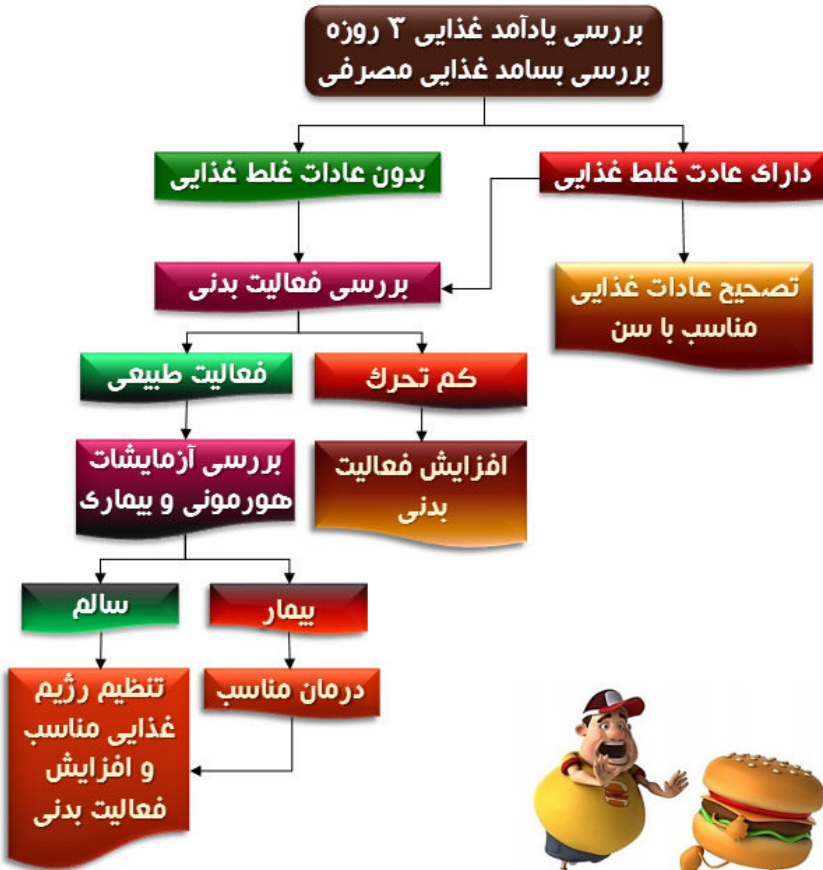 بررسی یادآمد غذایی ۳ روزه
بررسی بسامد غذایی مصرفی
دارای عادت غلط غذایی
بدون عادات غلط غذایی
تصحیح عادات غذایی
مناسب با سن
بررسی فعالیت بدنی
کم تحرک
فعالیت طبیعی
افزایش فعالیت
بدنی
بررسی آزمایشات
هورمونی و بیماری
بیمار
سالم
درمان مناسب
تنظیم رژیم
غذایی مناسب
و افزایش
فعالیت بدنی